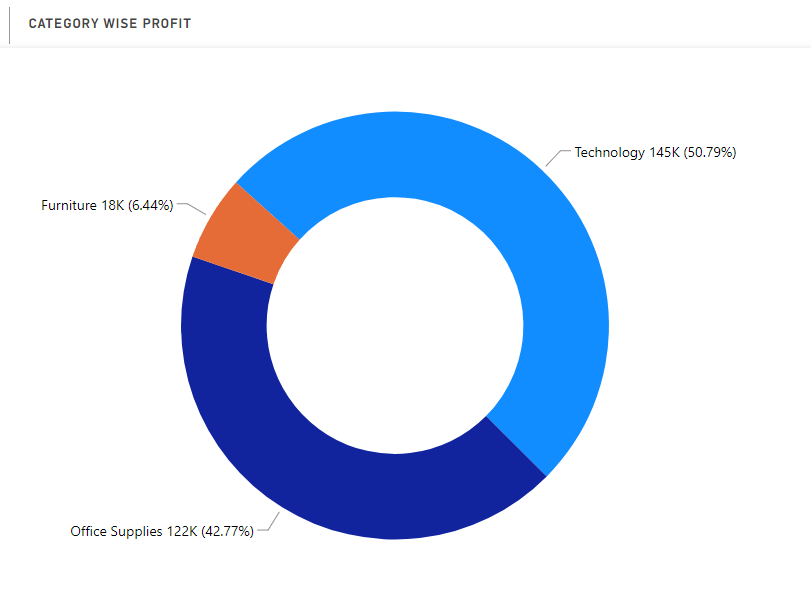 CATEGORY WISE PROFIT
Technology 145K (50.79%)
Furniture 18K (6.44%)
Office Supplies 122K (42.77%)